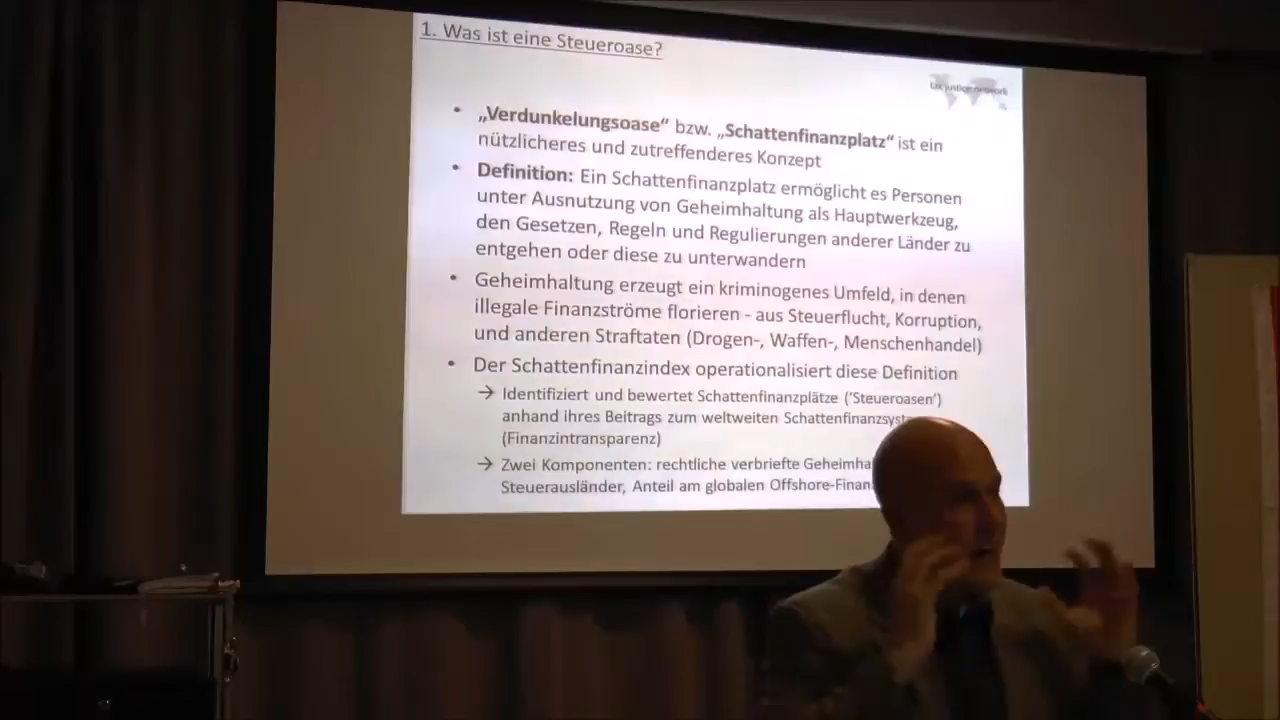 1. Was ist eine Steueroase?
tax justice network
• „Verdunkelungsoase“ bzw. „Schattenfinanzplatz“ ist ein
nützlicheres und zutreffenderes Konzept
• Definition: Ein Schattenfinanzplatz ermöglicht es Personen
unter Ausnutzung von Geheimhaltung als Hauptwerkzeug,
den Gesetzen, Regeln und Regulierungen anderer Länder zu
entgehen oder diese zu unterwandern
• Geheimhaltung erzeugt ein kriminogenes Umfeld, in denen
illegale Finanzströme florieren - aus Steuerflucht, Korruption,
und anderen Straftaten (Drogen-, Waffen-, Menschenhandel)
• Der Schattenfinanzindex operationalisiert diese Definition
→ Identifiziert und bewertet Schattenfinanzplätze (‘Steueroasen’)
anhand ihres Beitrags zum weltweiten
(Finanzintransparenz)
→ Zwei Komponenten: rechtliche verbriefte
Steuerausländer, Anteil am globalen